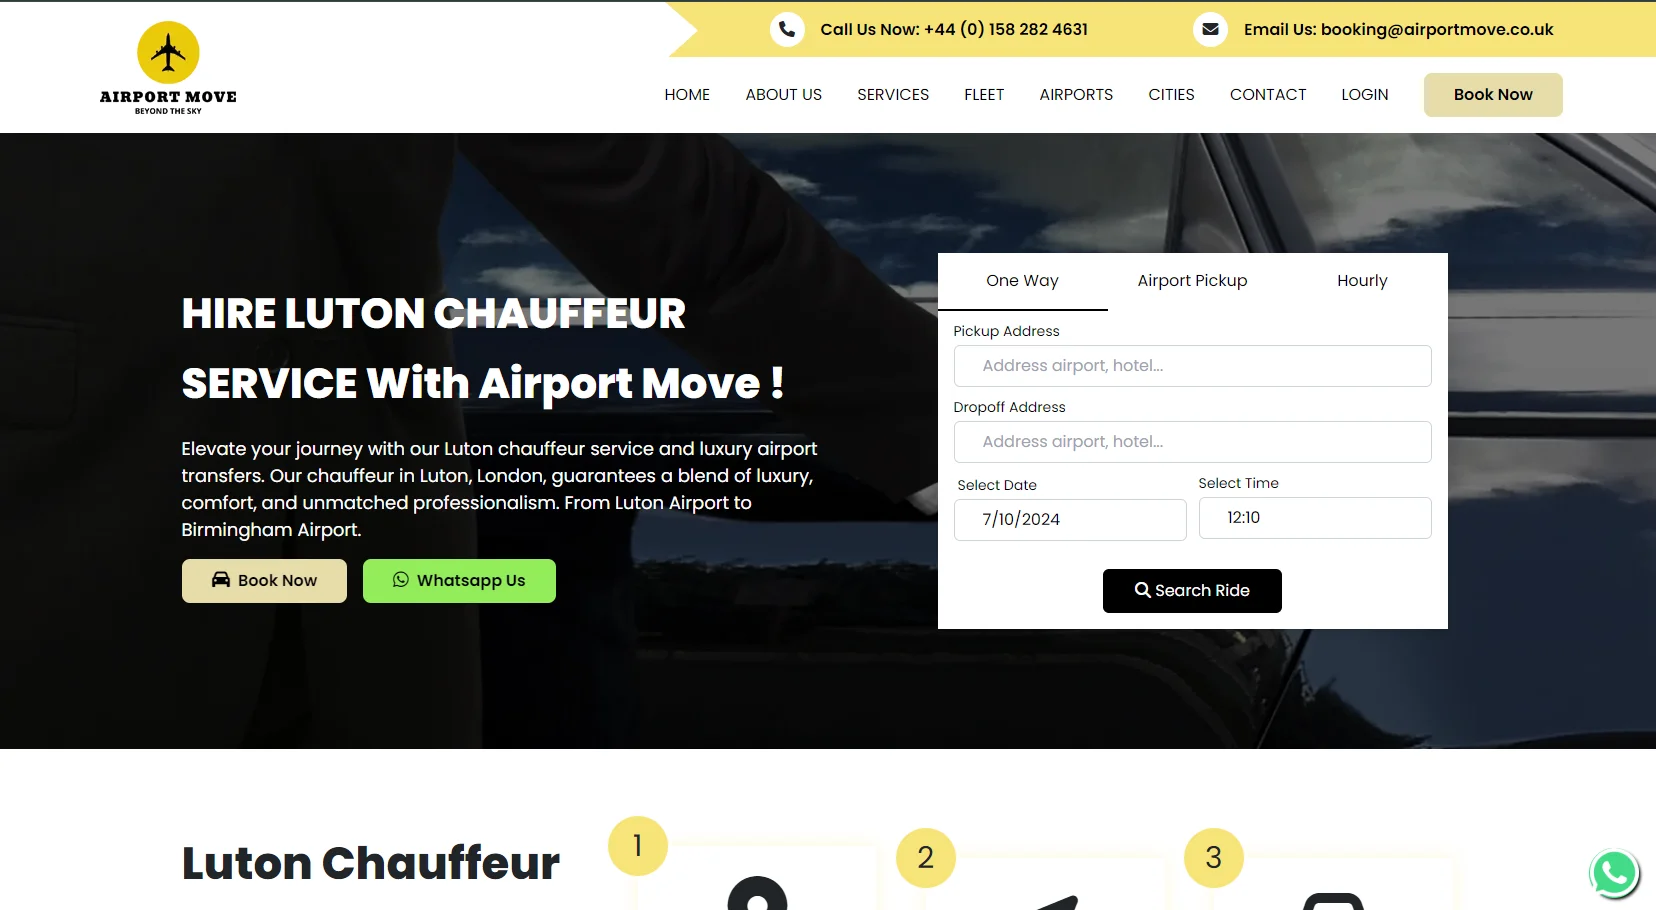 Call Us Now: +44 (0) 158 282 4631
Email Us: booking@airportmove.co.uk
AIRPORT MOVE
BEYOND THE SKY
HOME
ABOUT US
SERVICES
FLEET
AIRPORTS
CITIES
CONTACT
LOGIN
Book Now
HIRE LUTON CHAUFFEUR
SERVICE With Airport Move !
Elevate your journey with our Luton chauffeur service and luxury airport
transfers. Our chauffeur in Luton, London, guarantees a blend of luxury,
comfort, and unmatched professionalism. From Luton Airport to
Birmingham Airport.
Book Now
Whatsapp Us
One Way
Airport Pickup
Hourly
Pickup Address
Address airport, hotel...
Dropoff Address
Address airport, hotel...
Select Date
Select Time
7/10/2024
12:10
Search Ride
Luton Chauffeur
1
2
3